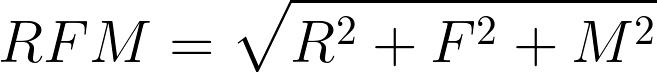 RFM = √(R² + F² + M²)